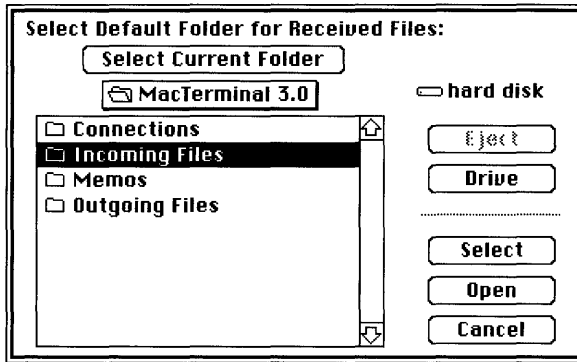 Select Default Folder for Received Files:
Select Current Folder
MacTerminal 3.0
hard disk
Connections
Incoming Files
Memos
Outgoing Files
Eject
Drive
Select
Open
Cancel